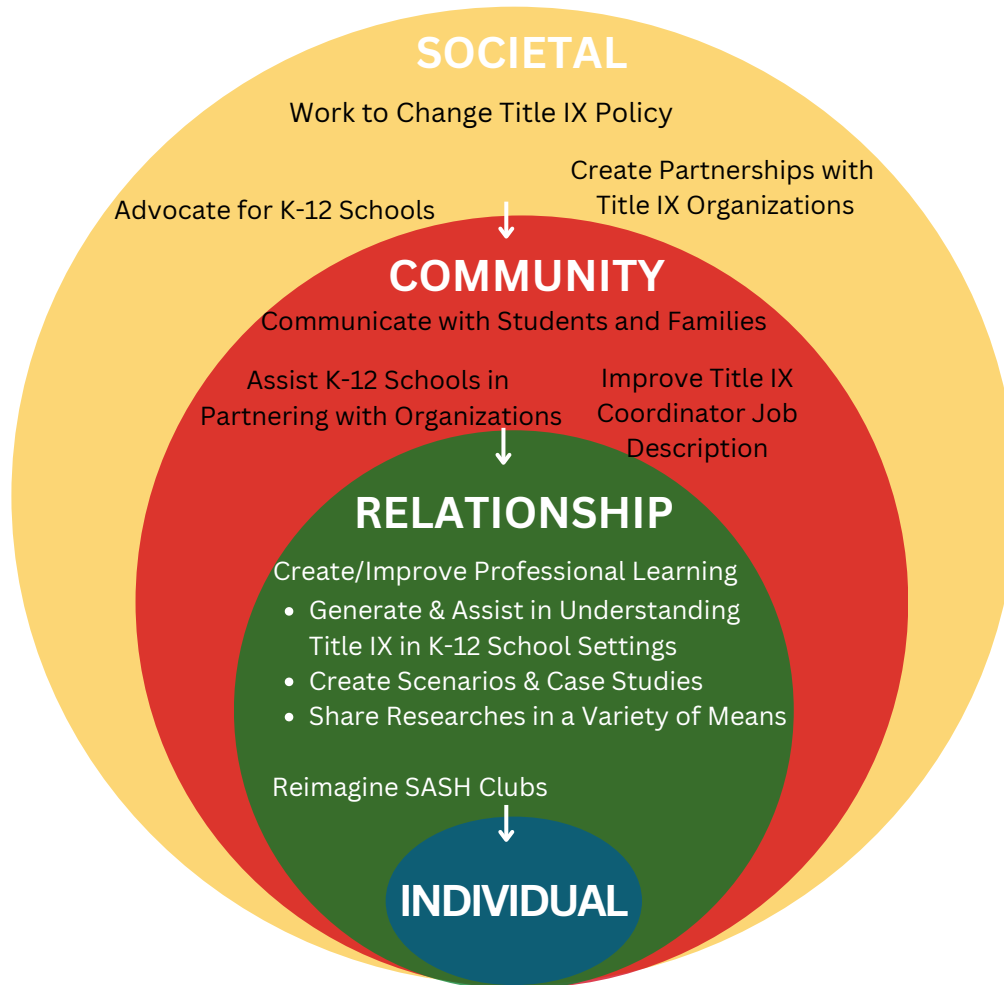 SOCIETAL
Work to Change Title IX Policy
Create Partnerships with
Title IX Organizations
Advocate for K-12 Schools
COMMUNITY
Communicate with Students and Families
Assist K-12 Schools in
Partnering with Organizations
Improve Title IX
Coordinator Job
Description
RELATIONSHIP
Create/Improve Professional Learning
• Generate & Assist in Understanding
Title IX in K-12 School Settings
• Create Scenarios & Case Studies
• Share Researches in a Variety of Means
Reimagine SASH Clubs
INDIVIDUAL